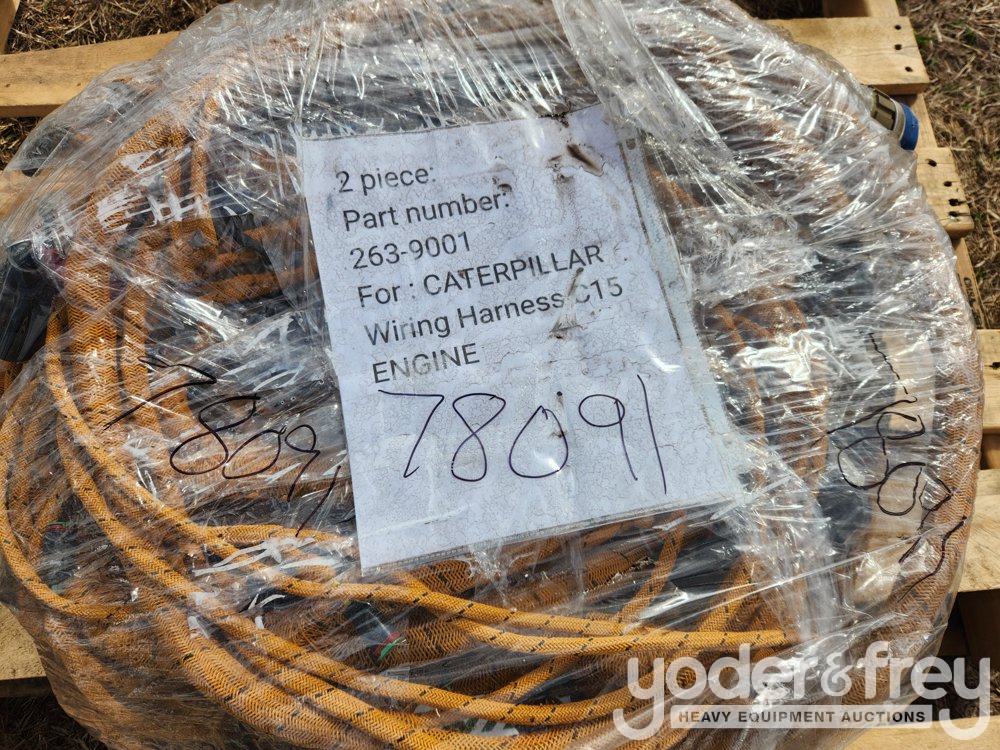 2 piece:
Part number:
263-9001
For : CATERPILLAR
Wiring Harness C15
ENGINE
78091
78091
78091
yoder&frey
HEAVY EQUIPMENT AUCTIONS